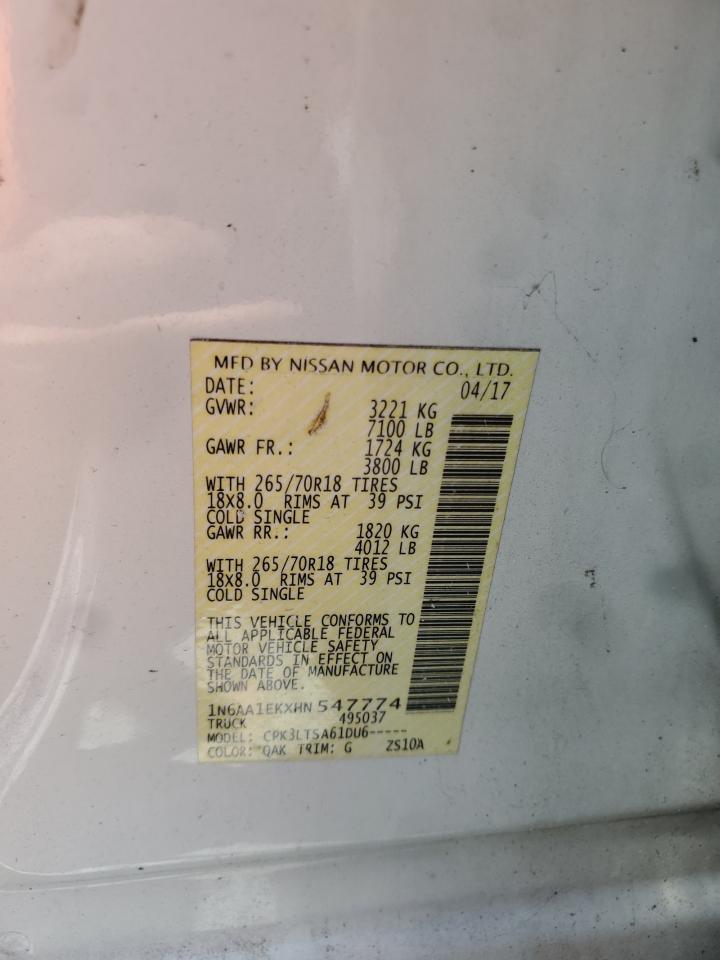 MFD BY NISSAN MOTOR CO., LTD.
DATE: 04/17
GVWR: 3221 KG
7100 LB
GAWR FR.: 1724 KG
3800 LB
WITH 265/70R18 TIRES
18X8.0 RIMS AT 39 PSI
COLD SINGLE
GAWR RR.: 1820 KG
4012 LB
WITH 265/70R18 TIRES
18X8.0 RIMS AT 39 PSI
COLD SINGLE
THIS VEHICLE CONFORMS TO
ALL APPLICABLE FEDERAL
MOTOR VEHICLE SAFETY
STANDARDS IN EFFECT ON
THE DATE OF MANUFACTURE
SHOWN ABOVE.
1N6AA1EKXHN547774
TRUCK 495037
MODEL: CPK3LTSA61DU6-----
COLOR: QAK TRIM: G ZS10A